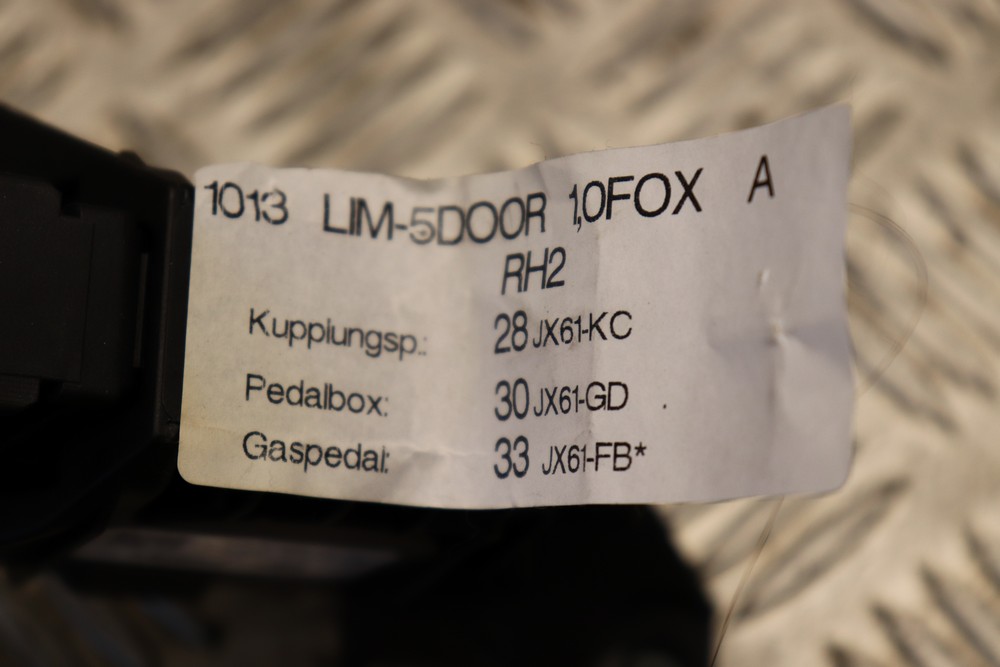 1013 LIM-5DOOR 1,0FOX A
RH2
Kupplungsp.: 28 JX61-KC
Pedalbox: 30 JX61-GD
Gaspedal: 33 JX61-FB*